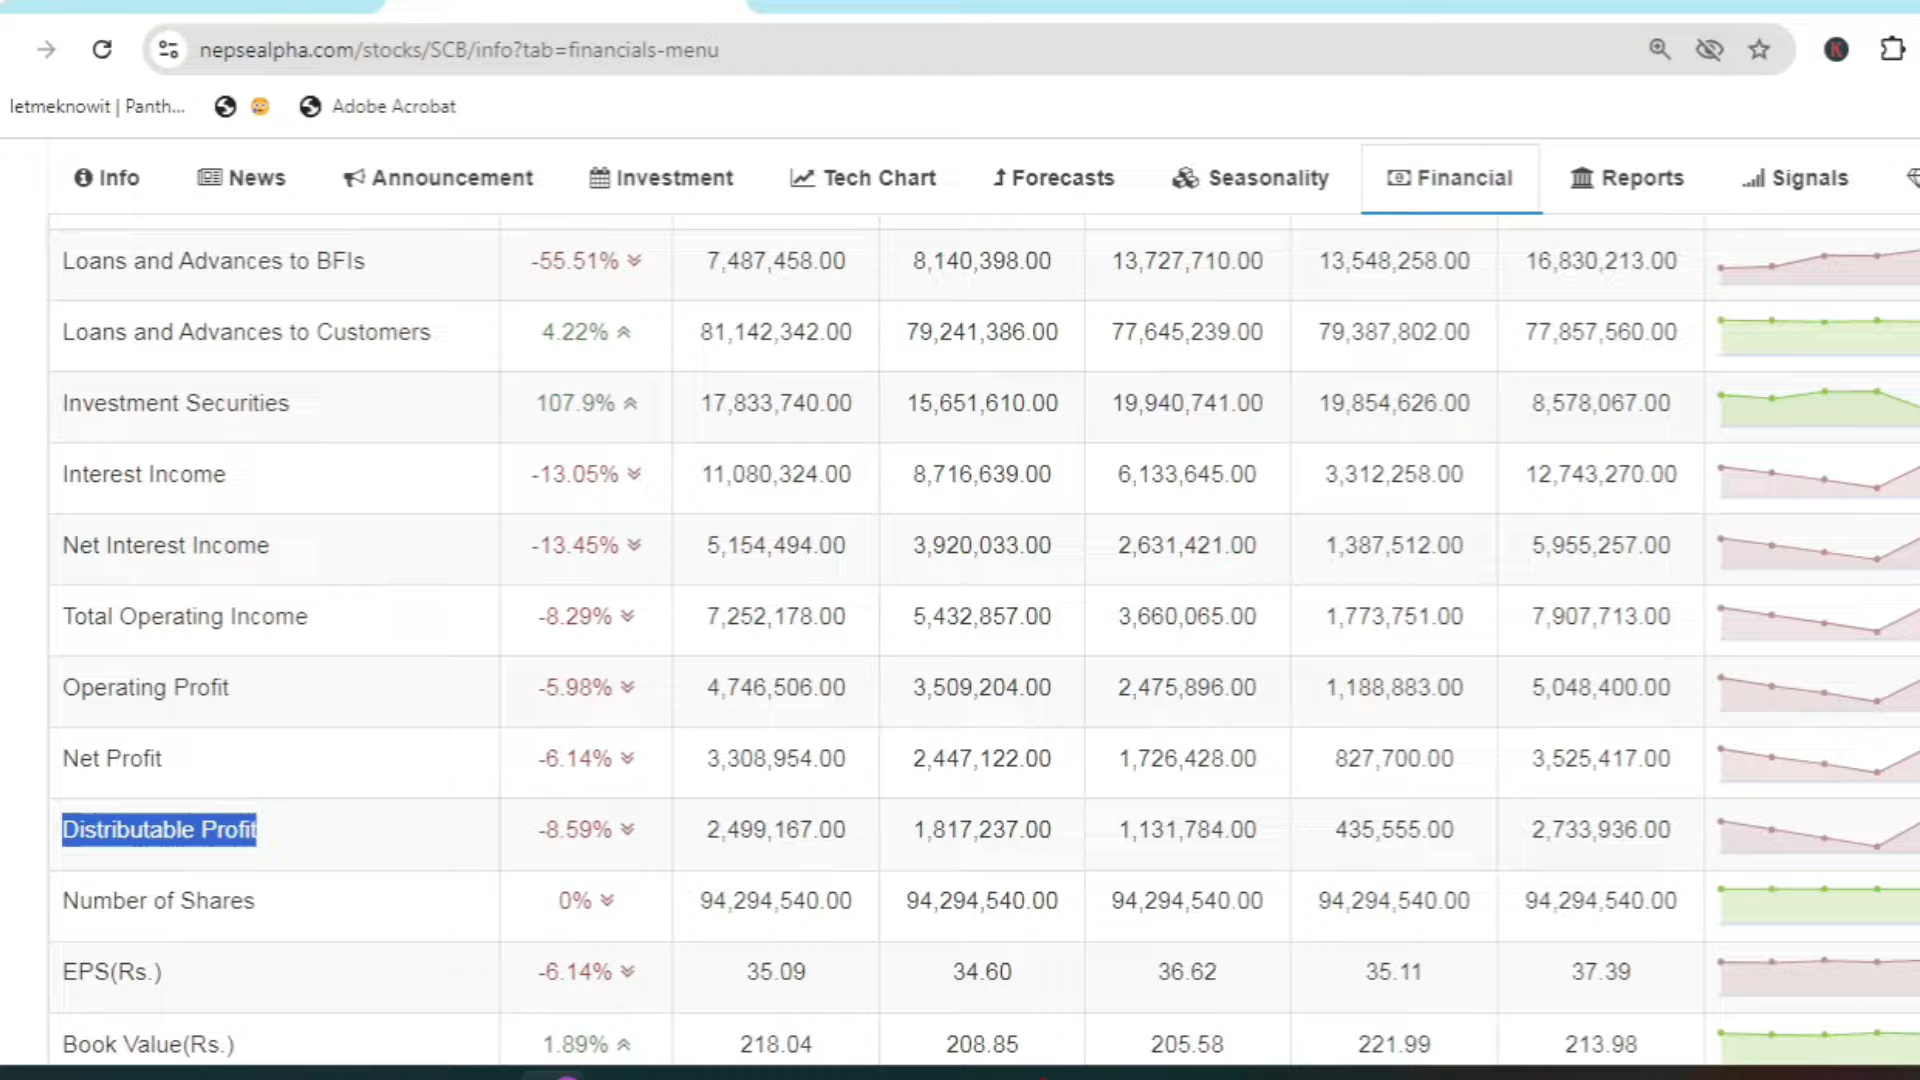 nepsealpha.com/stocks/SCB/info?tab=financials-menu
K
letmeknowit | Panth... Adobe Acrobat
Info News Announcement Investment Tech Chart Forecasts Seasonality Financial Reports Signals
Loans and Advances to BFIs -55.51% 7,487,458.00 8,140,398.00 13,727,710.00 13,548,258.00 16,830,213.00
Loans and Advances to Customers 4.22% 81,142,342.00 79,241,386.00 77,645,239.00 79,387,802.00 77,857,560.00
Investment Securities 107.9% 17,833,740.00 15,651,610.00 19,940,741.00 19,854,626.00 8,578,067.00
Interest Income -13.05% 11,080,324.00 8,716,639.00 6,133,645.00 3,312,258.00 12,743,270.00
Net Interest Income -13.45% 5,154,494.00 3,920,033.00 2,631,421.00 1,387,512.00 5,955,257.00
Total Operating Income -8.29% 7,252,178.00 5,432,857.00 3,660,065.00 1,773,751.00 7,907,713.00
Operating Profit -5.98% 4,746,506.00 3,509,204.00 2,475,896.00 1,188,883.00 5,048,400.00
Net Profit -6.14% 3,308,954.00 2,447,122.00 1,726,428.00 827,700.00 3,525,417.00
Distributable Profit -8.59% 2,499,167.00 1,817,237.00 1,131,784.00 435,555.00 2,733,936.00
Number of Shares 0% 94,294,540.00 94,294,540.00 94,294,540.00 94,294,540.00 94,294,540.00
EPS(Rs.) -6.14% 35.09 34.60 36.62 35.11 37.39
Book Value(Rs.) 1.89% 218.04 208.85 205.58 221.99 213.98